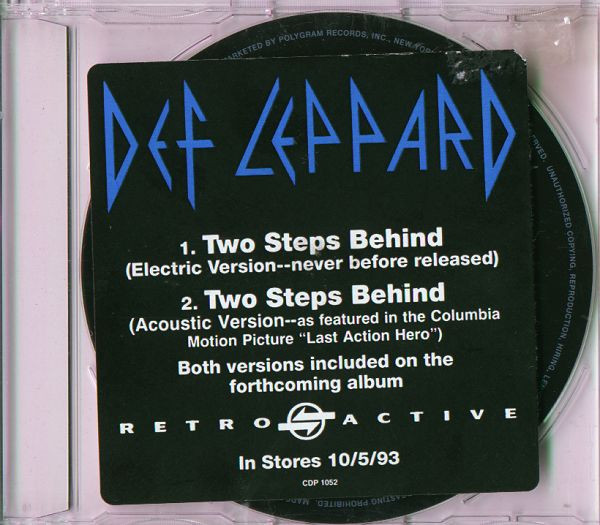 MARKETED BY POLYGRAM RECORDS, INC., NEW YORK
DEF LEPPARD
1. Two Steps Behind
(Electric Version--never before released)
2. Two Steps Behind
(Acoustic Version--as featured in the Columbia
Motion Picture "Last Action Hero")
Both versions included on the
forthcoming album
RETRO ACTIVE
In Stores 10/5/93
CDP 1052
UNAUTHORIZED COPYING, REPRODUCTION, HIRING,
PROHIBITED.